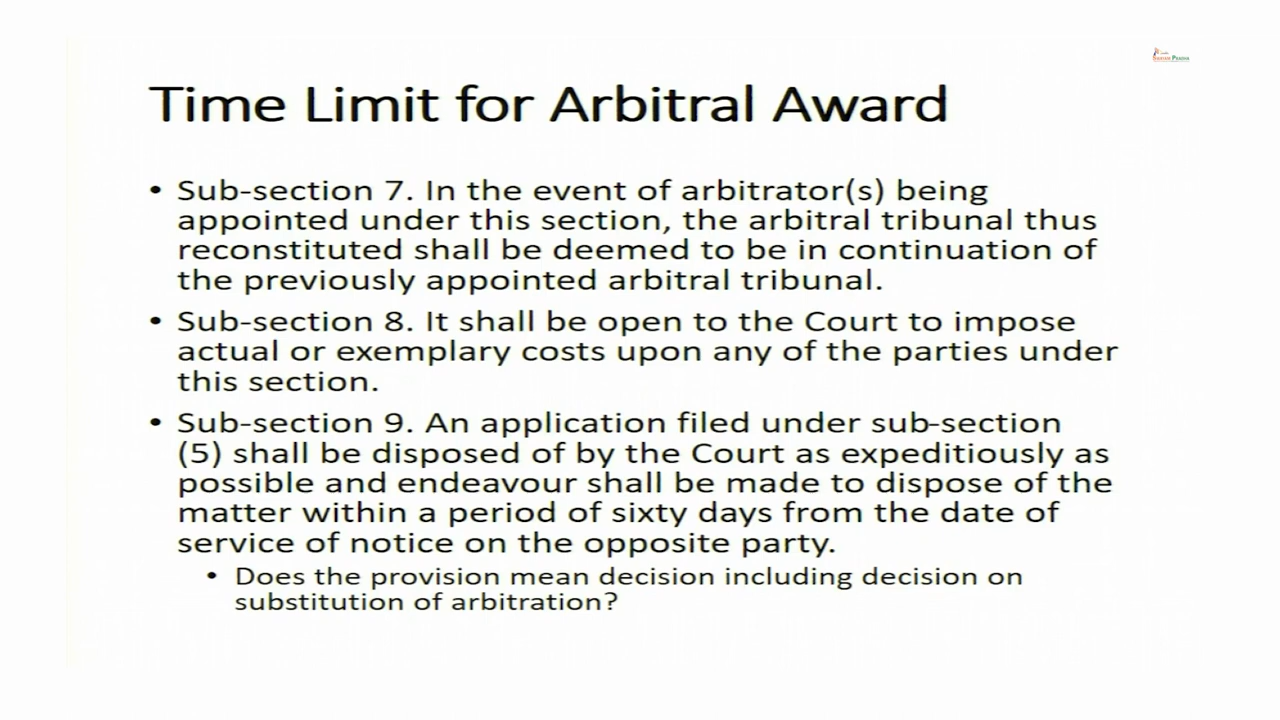 Time Limit for Arbitral Award
• Sub-section 7. In the event of arbitrator(s) being
appointed under this section, the arbitral tribunal thus
reconstituted shall be deemed to be in continuation of
the previously appointed arbitral tribunal.
• Sub-section 8. It shall be open to the Court to impose
actual or exemplary costs upon any of the parties under
this section.
• Sub-section 9. An application filed under sub-section
(5) shall be disposed of by the Court as expeditiously as
possible and endeavour shall be made to dispose of the
matter within a period of sixty days from the date of
service of notice on the opposite party.
• Does the provision mean decision including decision on
substitution of arbitration?